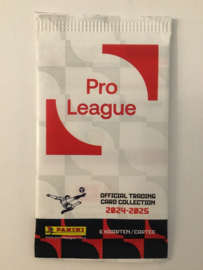 Pro
League
OFFICIAL TRADING
CARD COLLECTION
2024-2025
PANINI
6 KAARTEN/CARTES